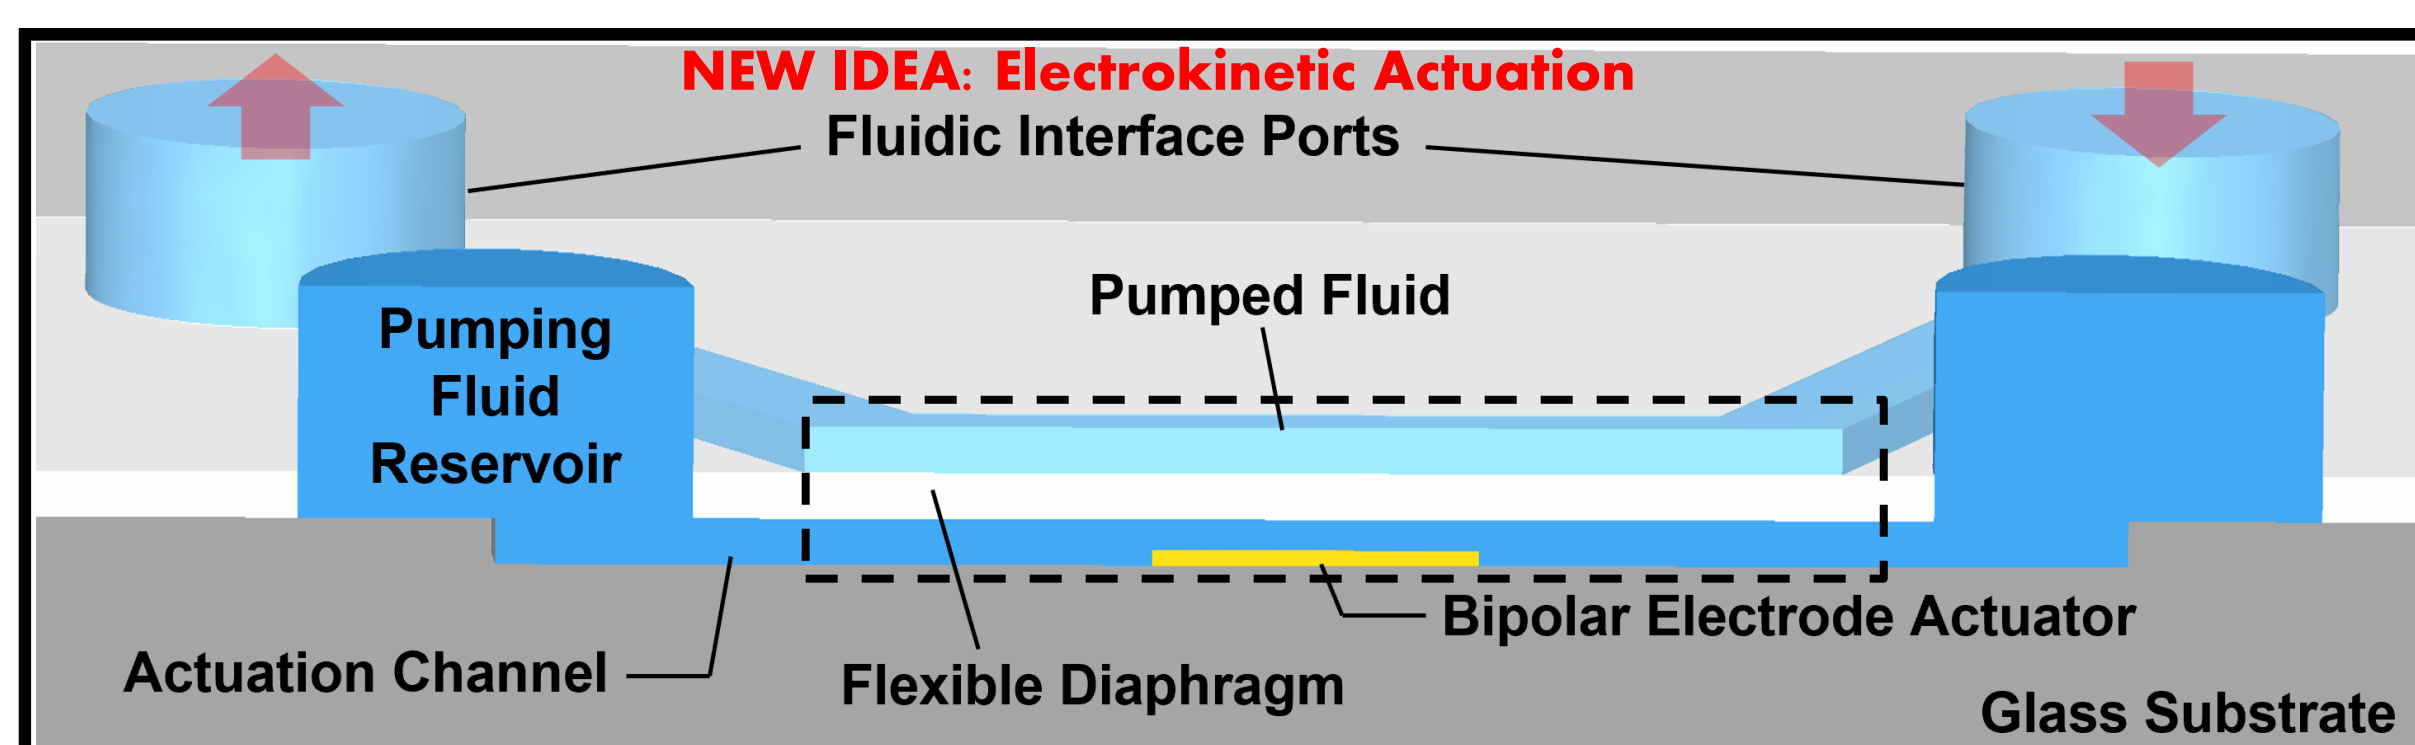 NEW IDEA: Electrokinetic Actuation
Fluidic Interface Ports
Pumped Fluid
Pumping
Fluid
Reservoir
Bipolar Electrode Actuator
Actuation Channel
Flexible Diaphragm
Glass Substrate